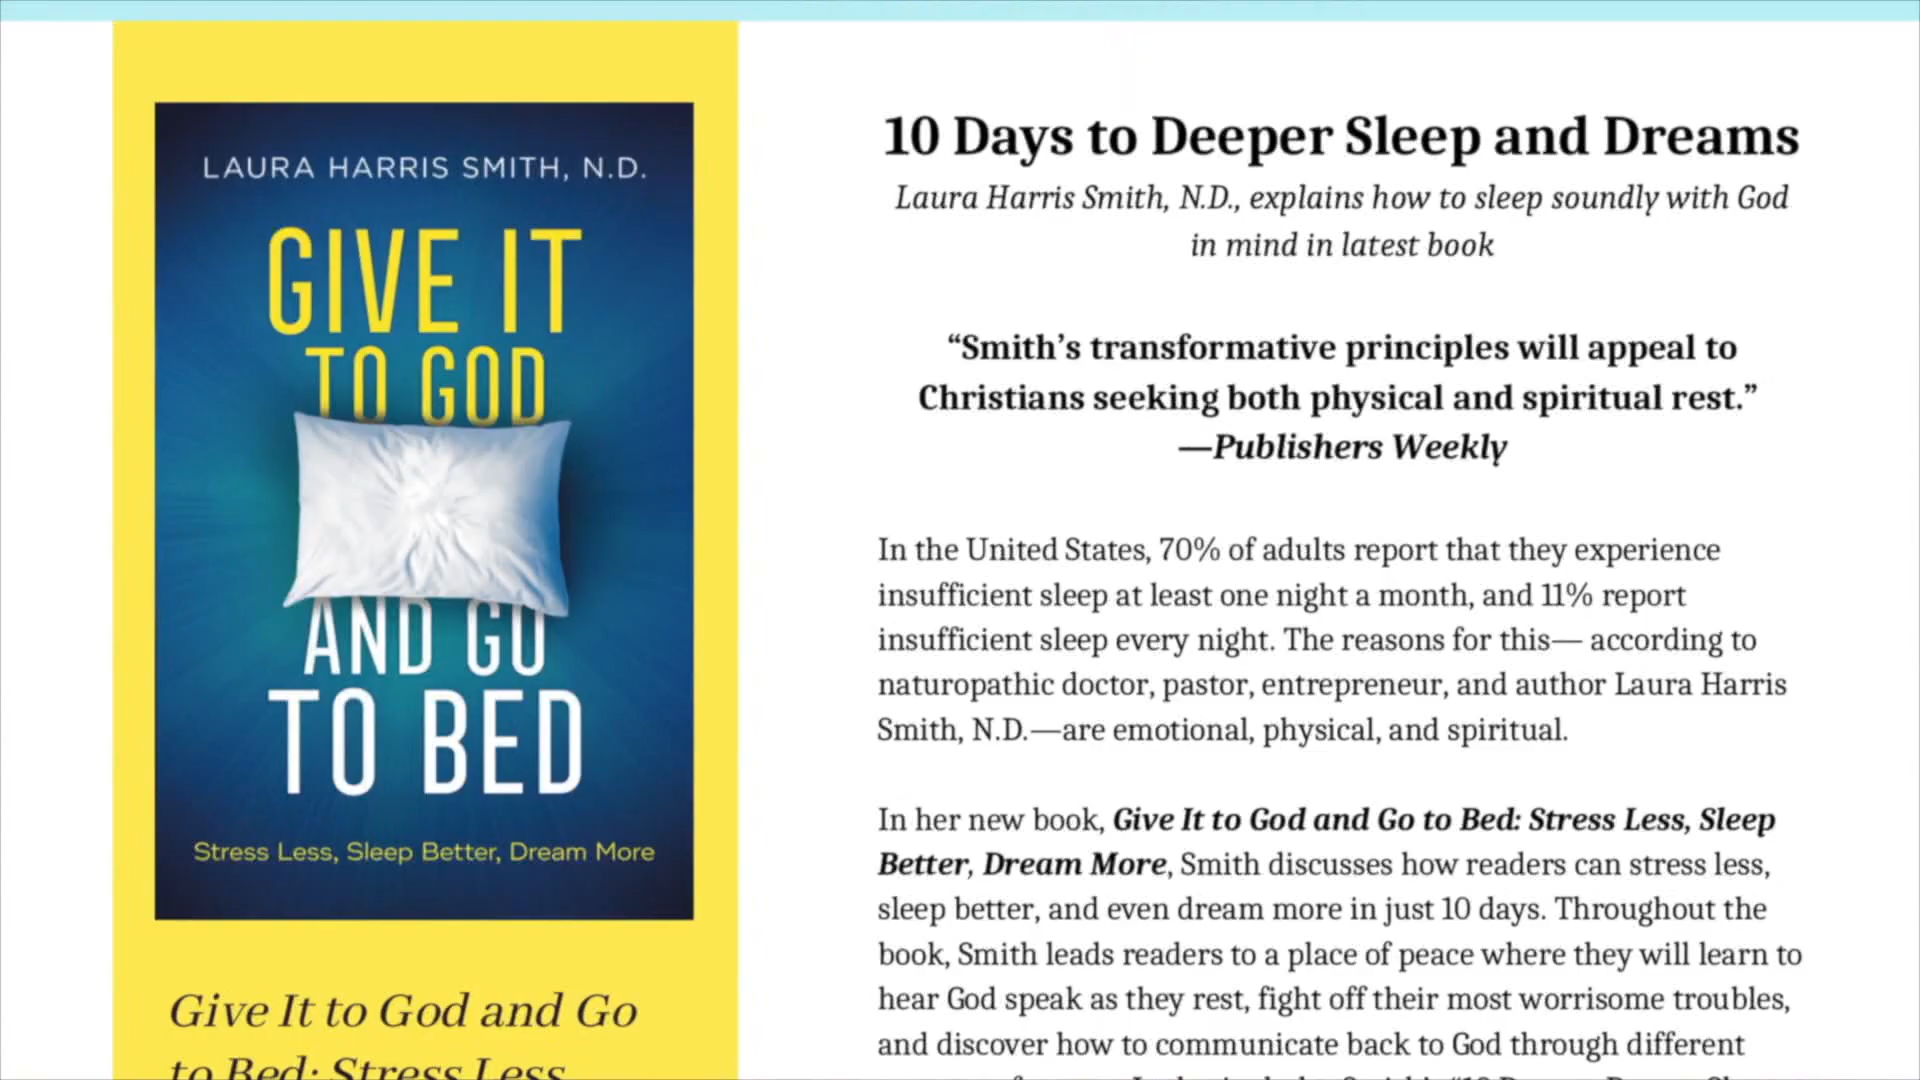 LAURA HARRIS SMITH, N.D.
GIVE IT
TO GOD
AND GO
TO BED
Stress Less, Sleep Better, Dream More
Give It to God and Go
to Bed: Stress Less
10 Days to Deeper Sleep and Dreams
Laura Harris Smith, N.D., explains how to sleep soundly with God
in mind in latest book
“Smith’s transformative principles will appeal to
Christians seeking both physical and spiritual rest.”
—Publishers Weekly
In the United States, 70% of adults report that they experience
insufficient sleep at least one night a month, and 11% report
insufficient sleep every night. The reasons for this— according to
naturopathic doctor, pastor, entrepreneur, and author Laura Harris
Smith, N.D.—are emotional, physical, and spiritual.
In her new book, Give It to God and Go to Bed: Stress Less, Sleep
Better, Dream More, Smith discusses how readers can stress less,
sleep better, and even dream more in just 10 days. Throughout the
book, Smith leads readers to a place of peace where they will learn to
hear God speak as they rest, fight off their most worrisome troubles,
and discover how to communicate back to God through different